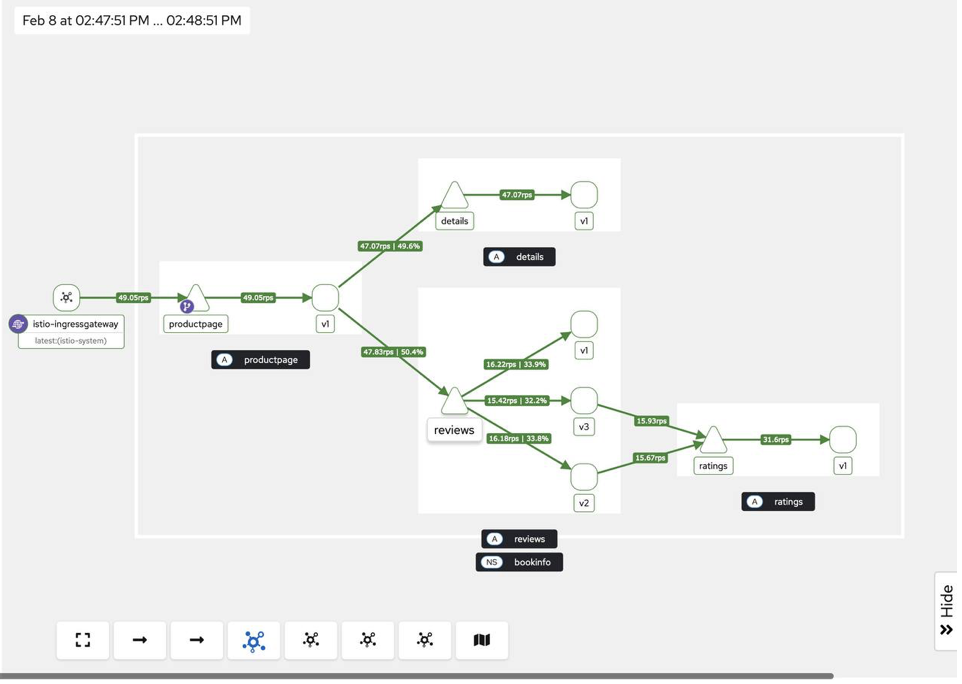 Feb 8 at 02:47:51 PM ... 02:48:51 PM
47.07rps
details
v1
47.07rps | 49.6%
A details
49.05rps
49.05rps
istio-ingressgateway
latest:(istio-system)
productpage
v1
A productpage
47.83rps | 50.4%
v1
16.22rps | 33.9%
15.42rps | 32.2%
reviews
v3
16.18rps | 33.8%
v2
15.93rps
15.67rps
31.6rps
ratings
v1
A ratings
A reviews
NS bookinfo
Hide